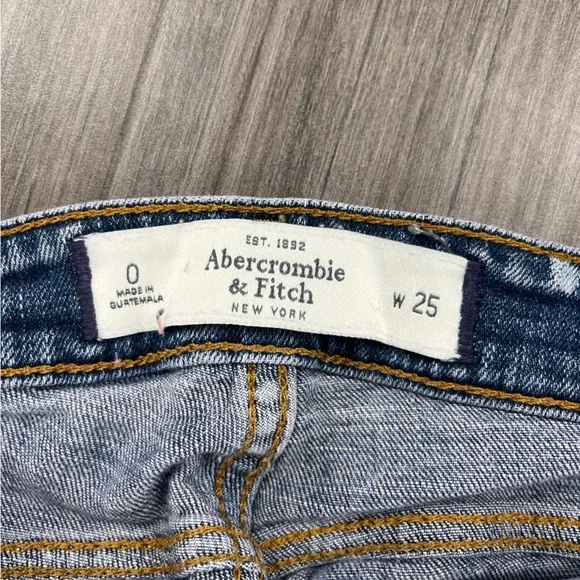 0
MADE IN
GUATEMALA
EST. 1892
Abercrombie
& Fitch
NEW YORK
W 25